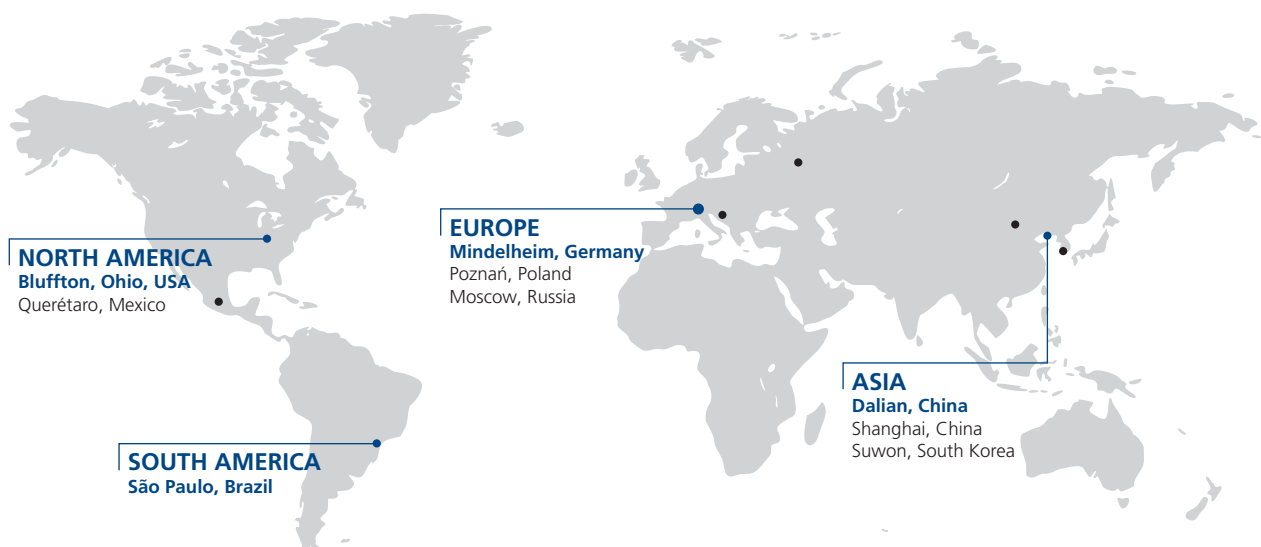 NORTH AMERICA
Bluffton, Ohio, USA
Querétaro, Mexico
SOUTH AMERICA
São Paulo, Brazil
EUROPE
Mindelheim, Germany
Poznań, Poland
Moscow, Russia
ASIA
Dalian, China
Shanghai, China
Suwon, South Korea